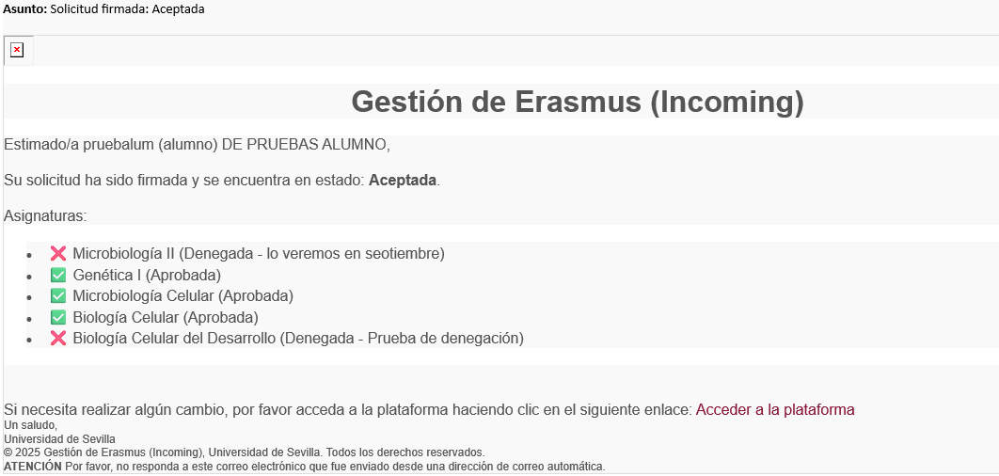 Asunto: Solicitud firmada: Aceptada
Gestión de Erasmus (Incoming)
Estimado/a pruebalum (alumno) DE PRUEBAS ALUMNO,
Su solicitud ha sido firmada y se encuentra en estado: Aceptada.
Asignaturas:
• ❌ Microbiología II (Denegada - lo veremos en seotiembre)
• ✅ Genética I (Aprobada)
• ✅ Microbiología Celular (Aprobada)
• ✅ Biología Celular (Aprobada)
• ❌ Biología Celular del Desarrollo (Denegada - Prueba de denegación)
Si necesita realizar algún cambio, por favor acceda a la plataforma haciendo clic en el siguiente enlace: Acceder a la plataforma
Un saludo,
Universidad de Sevilla
© 2025 Gestión de Erasmus (Incoming), Universidad de Sevilla. Todos los derechos reservados.
ATENCIÓN Por favor, no responda a este correo electrónico que fue enviado desde una dirección de correo automática.